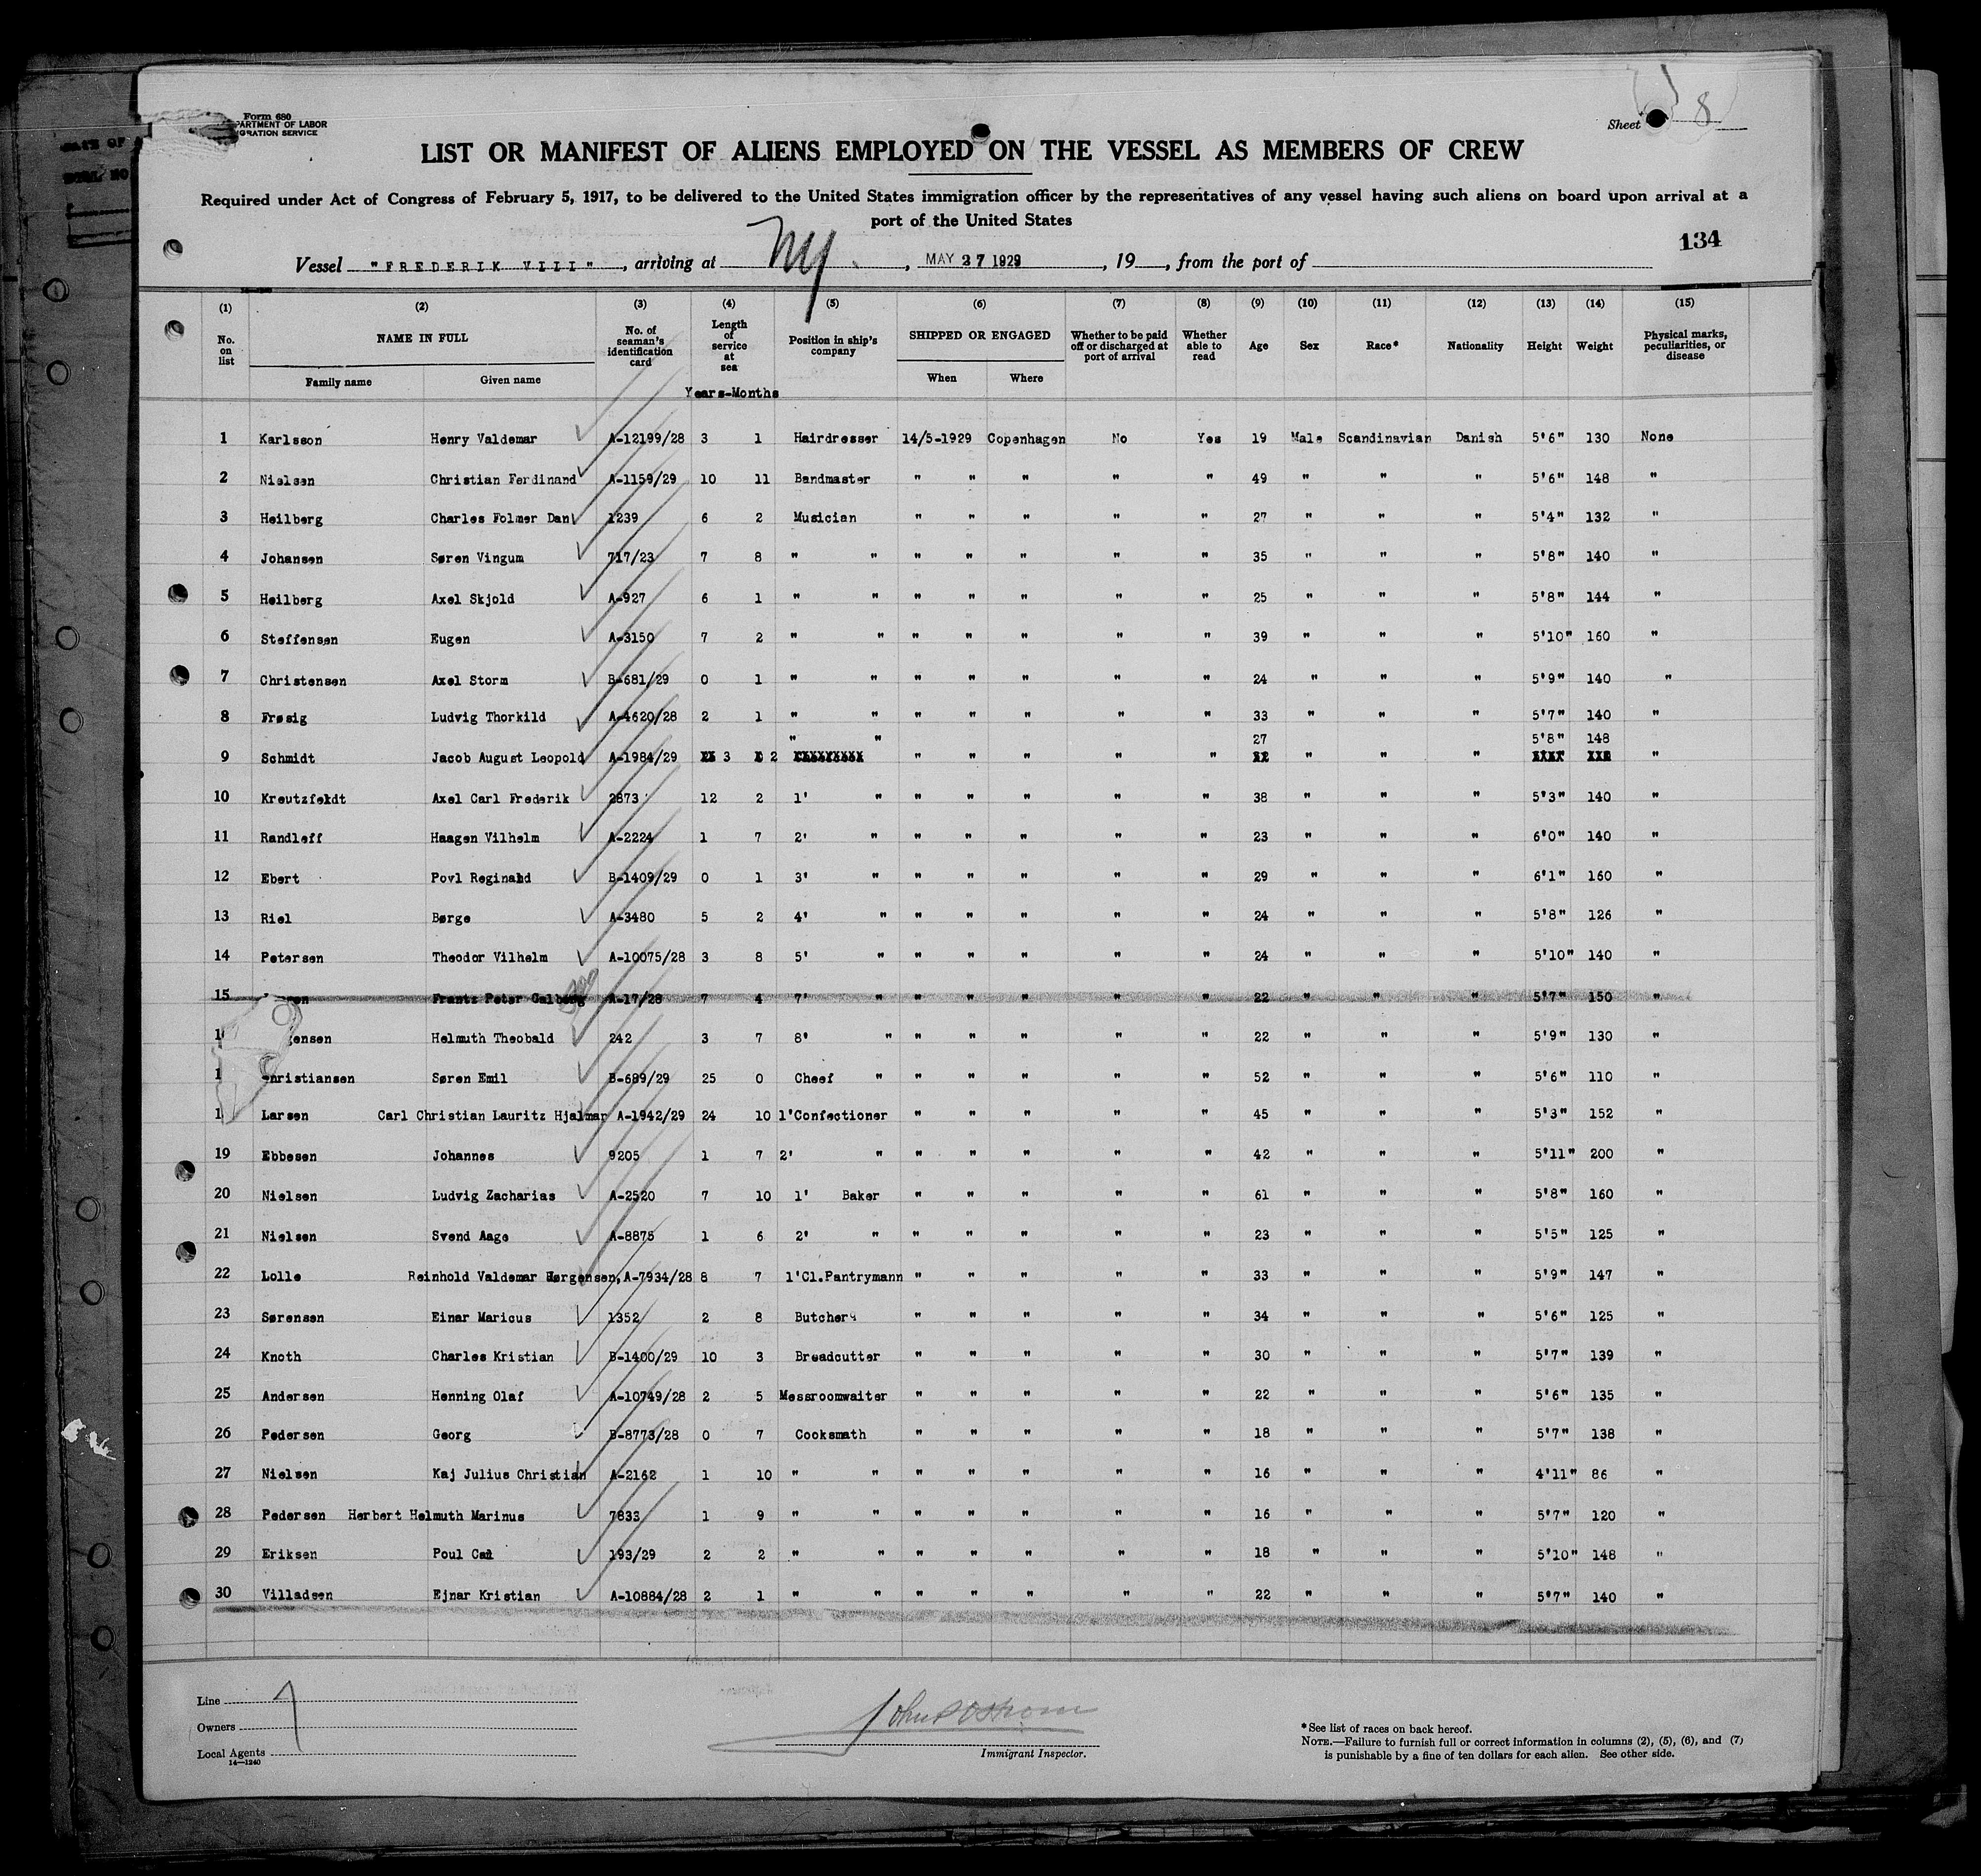 Form 680
PARTMENT OF LABOR
GRATION SERVICE
Sheet 8
LIST OR MANIFEST OF ALIENS EMPLOYED ON THE VESSEL AS MEMBERS OF CREW
Required under Act of Congress of February 5, 1917, to be delivered to the United States immigration officer by the representatives of any vessel having such aliens on board upon arrival at a
port of the United States
134
Vessel "FREDERIK VIII", arriving at NY., MAY 27 1929, 19 , from the port of
(1) (2) (3) (4) (5) (6) (7) (8) (9) (10) (11) (12) (13) (14) (15)
No. on list NAME IN FULL Family name Given name No. of seaman's identification card Length of service at sea Years-Months Position in ship's company SHIPPED OR ENGAGED When Where Whether to be paid off or discharged at port of arrival Whether able to read Age Sex Race* Nationality Height Weight Physical marks, peculiarities, or disease
1 Karlsson Henry Valdemar A-12199/28 3 1 Hairdresser 14/5-1929 Copenhagen No Yes 19 Male Scandinavian Danish 5'6" 130 None
2 Nielsen Christian Ferdinand A-1159/29 10 11 Bandmaster " " " " " 49 " " " 5'6" 148 "
3 Heilberg Charles Folmer Dan 1239 6 2 Musician " " " " " 27 " " " 5'4" 132 "
4 Johansen Søren Vingum 717/23 7 8 " " " " " " " 35 " " " 5'8" 140 "
5 Heilberg Axel Skjold A-927 6 1 " " " " " " " 25 " " " 5'8" 144 "
6 Steffensen Eugen A-3150 7 2 " " " " " " " 39 " " " 5'10" 160 "
7 Christensen Axel Storm B-681/29 0 1 " " " " " " " 24 " " " 5'9" 140 "
8 Frøsig Ludvig Thorkild A-4620/28 2 1 " " " " " " " 33 " " " 5'7" 140 "
" " 27 5'8" 148
9 Schmidt Jacob August Leopold A-1984/29 3 2 " " " " " " " " "
10 Kreutzfeldt Axel Carl Frederik 2873 12 2 1' " " " " " " 38 " " " 5'3" 140 "
11 Randleff Haagen Vilhelm A-2224 1 7 2' " " " " " " 23 " " " 6'0" 140 "
12 Ebert Povl Reginald B-1409/29 0 1 3' " " " " " " 29 " " " 6'1" 160 "
13 Riel Børge A-3480 5 2 4' " " " " " " 24 " " " 5'8" 126 "
14 Petersen Theodor Vilhelm A-10075/28 3 8 5' " " " " " " 24 " " " 5'10" 140 "
15 Frantz Peter Calberg A-17/28 7 4 7' " " " " " " 22 " " " 5'7" 150 "
1 ensen Helmuth Theobald 242 3 7 8' " " " " " " 22 " " " 5'9" 130 "
1 hristiansen Søren Emil B-689/29 25 0 Cheef " " " " " " 52 " " " 5'6" 110 "
1 Larsen Carl Christian Lauritz Hjalmar A-1942/29 24 10 1'Confectioner " " " " " 45 " " " 5'3" 152 "
19 Ebbesen Johannes 9205 1 7 2' " " " " " " 42 " " " 5'11" 200 "
20 Nielsen Ludvig Zacharias A-2520 7 10 1' Baker " " " " " 61 " " " 5'8" 160 "
21 Nielsen Svend Aage A-8875 1 6 2' " " " " " " 23 " " " 5'5" 125 "
22 Lolle Reinhold Valdemar Hørgensen, A-7934/28 8 7 1'Cl.Pantrymann " " " " " 33 " " " 5'9" 147 "
23 Sørensen Einar Maricus 1352 2 8 Butcher " " " " " 34 " " " 5'6" 125 "
24 Knoth Charles Kristian B-1400/29 10 3 Breadcutter " " " " " 30 " " " 5'7" 139 "
25 Andersen Henning Olaf A-10749/28 2 5 Messroomwaiter " " " " " 22 " " " 5'6" 135 "
26 Pedersen Georg B-8773/28 0 7 Cooksmath " " " " " 18 " " " 5'7" 138 "
27 Nielsen Kaj Julius Christian A-2162 1 10 " " " " " " " 16 " " " 4'11" 86 "
28 Pedersen Herbert Helmuth Marinus 7833 1 9 " " " " " " " 16 " " " 5'7" 120 "
29 Eriksen Poul Cal 193/29 2 2 " " " " " " " 18 " " " 5'10" 148 "
30 Villadsen Ejnar Kristian A-10884/28 2 1 " " " " " " " 22 " " " 5'7" 140 "
Line
Owners
Local Agents
14—1240
Immigrant Inspector.
*See list of races on back hereof.
NOTE.—Failure to furnish full or correct information in columns (2), (5), (6), and (7)
is punishable by a fine of ten dollars for each alien. See other side.